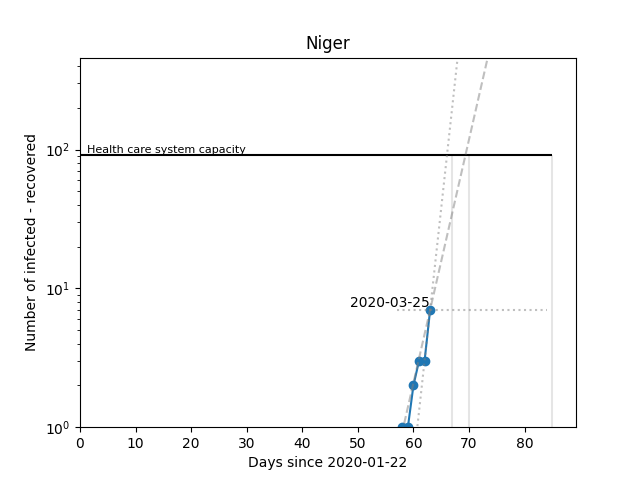 Niger
Number of infected - recovered
10²
10¹
10⁰
Health care system capacity
2020-03-25
0 10 20 30 40 50 60 70 80
Days since 2020-01-22